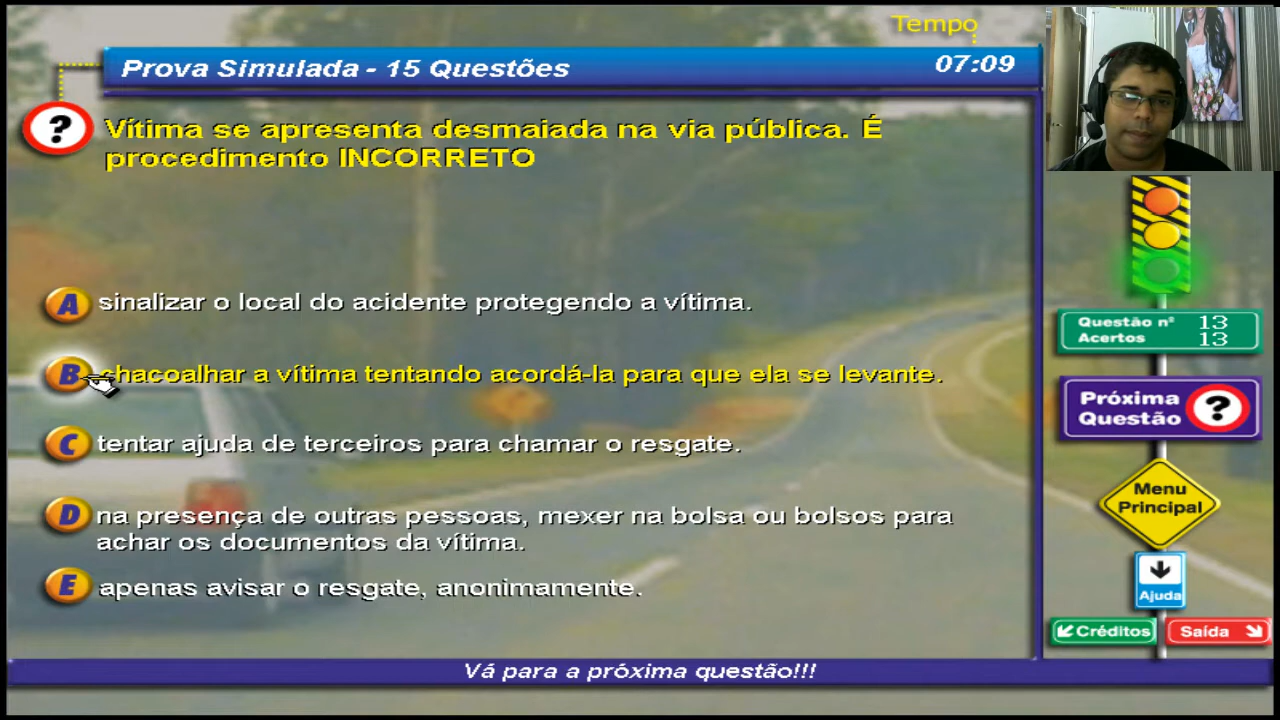 Tempo
Prova Simulada - 15 Questões
07:09
?
Vítima se apresenta desmaiada na via pública. É
procedimento INCORRETO
A sinalizar o local do acidente protegendo a vítima.
B chacoalhar a vítima tentando acordá-la para que ela se levante.
C tentar ajuda de terceiros para chamar o resgate.
D na presença de outras pessoas, mexer na bolsa ou bolsos para
achar os documentos da vítima.
E apenas avisar o resgate, anonimamente.
Vá para a próxima questão!!!
Questão nº 13
Acertos 13
Próxima
Questão ?
Menu
Principal
Ajuda
Créditos
Saída